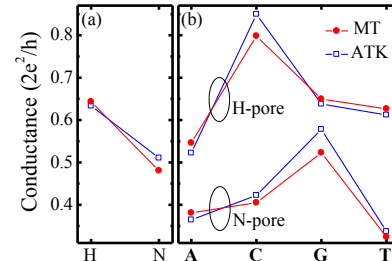 (a)
(b)
MT
ATK
Conductance (2e²/h)
0.8
0.7
0.6
0.5
0.4
H-pore
N-pore
H N A C G T